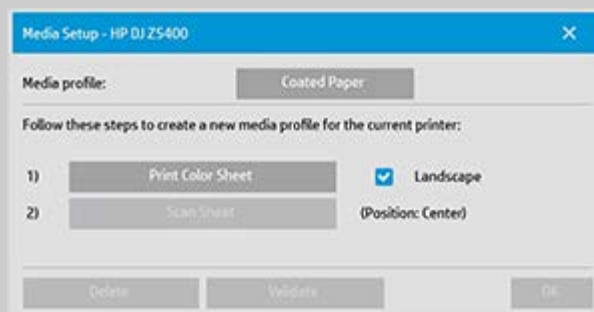 Media Setup - HP DJ Z5400
Media profile: Coated Paper
Follow these steps to create a new media profile for the current printer:
1) Print Color Sheet Landscape
2) Scan Sheet (Position: Center)
Delete Validate OK